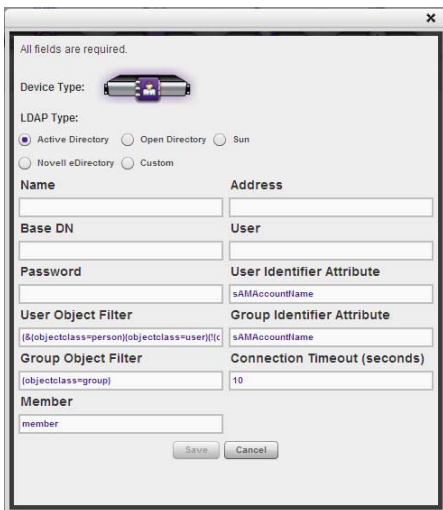 All fields are required.
Device Type:
LDAP Type:
Active Directory Open Directory Sun
Novell eDirectory Custom
Name Address
Base DN User
Password User Identifier Attribute
sAMAccountName
User Object Filter Group Identifier Attribute
(&(objectclass=person)(objectclass=user)(!(c sAMAccountName
Group Object Filter Connection Timeout (seconds)
(objectclass=group) 10
Member
member
Save Cancel